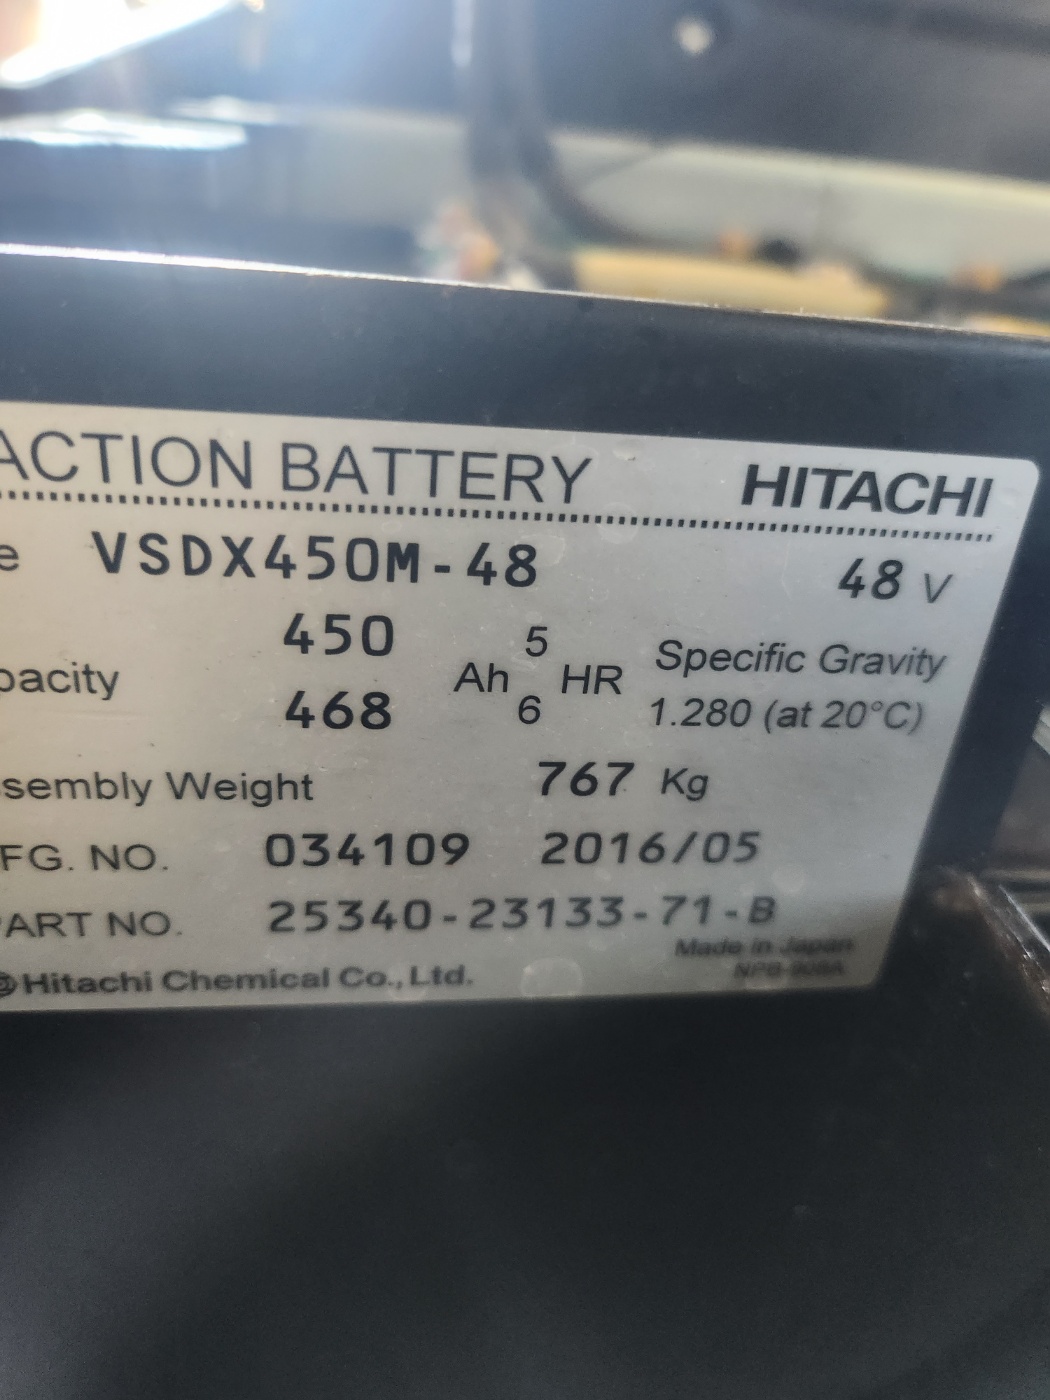 ACTION BATTERY HITACHI
e VSDX450M-48 48 V
450 5
pacity Ah HR Specific Gravity
468 6 1.280 (at 20°C)
sembly Weight 767 Kg
FG. NO. 034109 2016/05
PART NO. 25340-23133-71-B
Made in Japan
@Hitachi Chemical Co., Ltd.